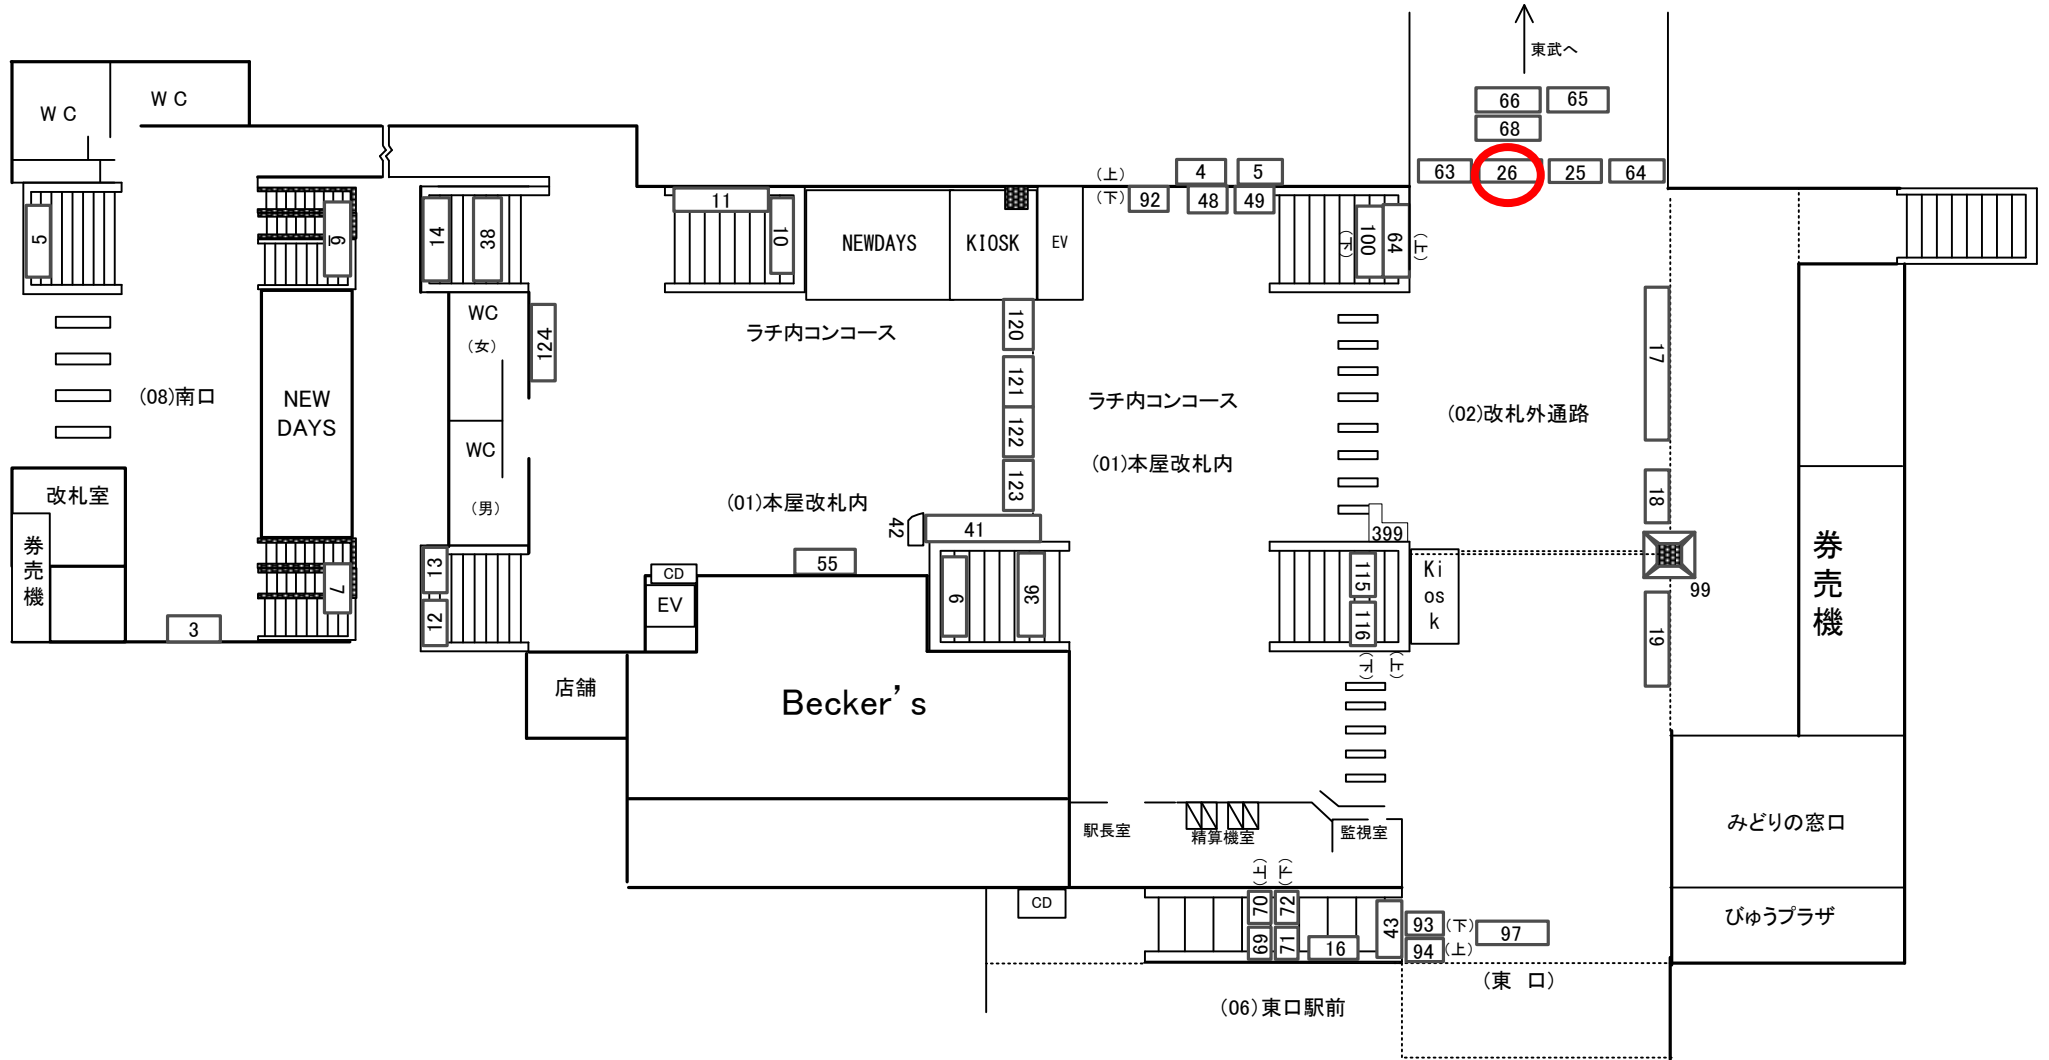 東武へ
66
65
68
63
26
25
64
WC
WC
(上)
4
5
(下)
92
48
49
5
9
14
38
11
10
NEWDAYS
KIOSK
EV
(下)
100
64
(上)
WC
(女)
124
120
ラチ内コンコース
17
121
(08)南口
NEW
DAYS
ラチ内コンコース
(02)改札外通路
122
WC
(01)本屋改札内
123
18
改札室
(男)
(01)本屋改札内
42
41
399
券売機
券売機
13
55
CD
EV
7
12
6
36
115
116
Ki
os
k
99
19
3
(下)
(上)
店舗
Becker's
駅長室
精算機室
監視室
みどりの窓口
(上)
(下)
CD
70
72
69
71
16
43
93
(下)
94
(上)
97
びゅうプラザ
(東 口)
(06)東口駅前